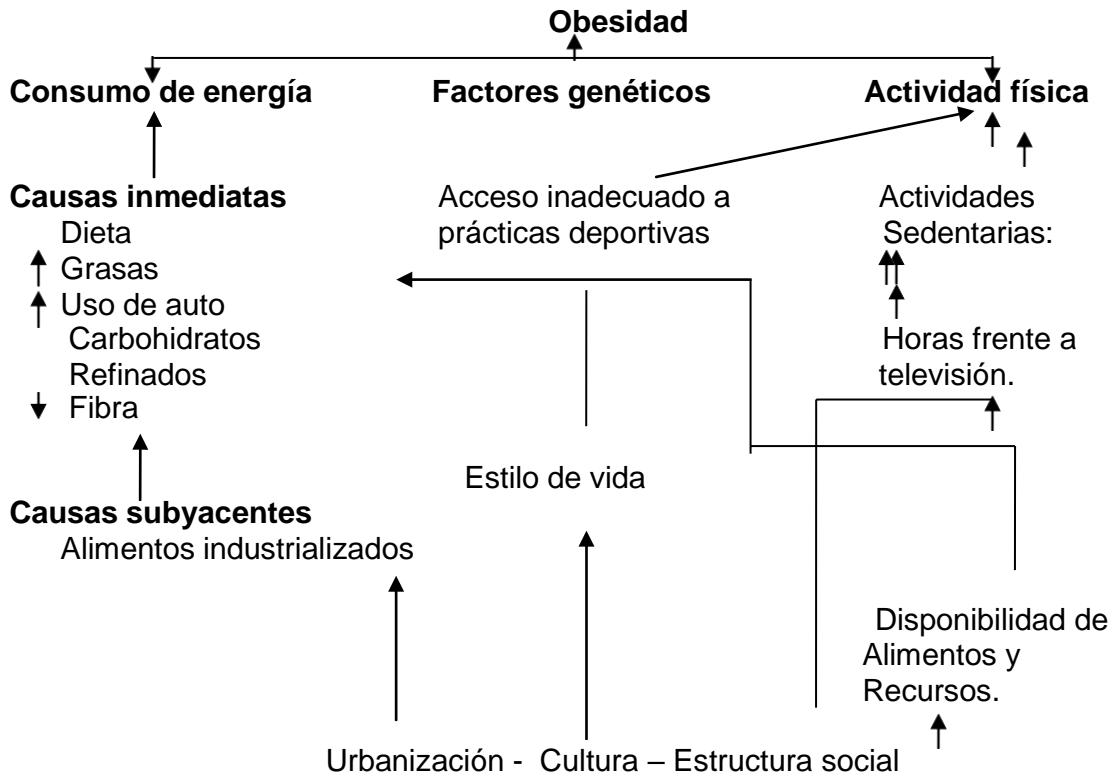 Obesidad
Consumo de energía Factores genéticos Actividad física
Causas inmediatas Acceso inadecuado a Actividades
Dieta prácticas deportivas Sedentarias:
Grasas
Uso de auto
Carbohidratos Horas frente a
Refinados televisión.
Fibra
Estilo de vida
Causas subyacentes
Alimentos industrializados
Disponibilidad de
Alimentos y
Recursos.
Urbanización - Cultura – Estructura social